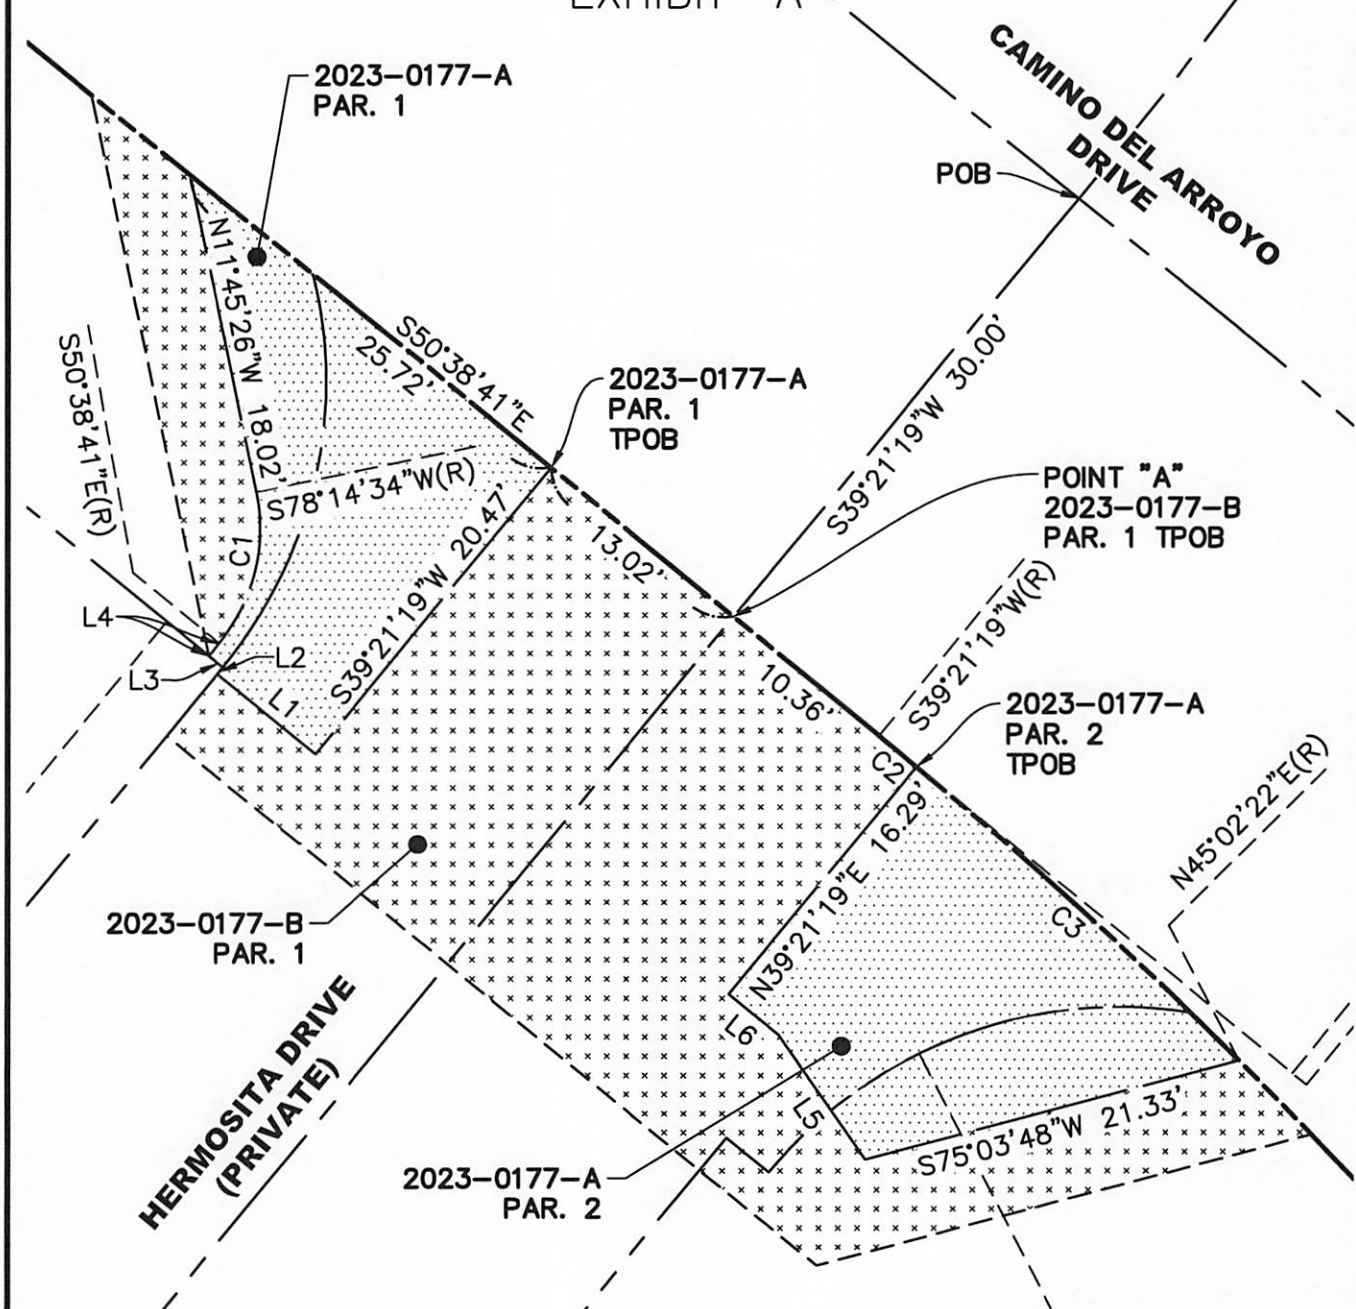 EXHIBIT "A"
2023-0177-A
PAR. 1
CAMINO DEL ARROYO
DRIVE
POB
N11°45'26"W 18.02'
S50°38'41"E
25.72'
S39°21'19"W 30.00'
2023-0177-A
PAR. 1
TPOB
S50°38'41"E(R)
S78°14'34"W(R)
POINT "A"
2023-0177-B
PAR. 1 TPOB
C1
S39°21'19"W 20.47'
13.02'
S39°21'19"W(R)
L4
L3
L2
L1
10.36'
2023-0177-A
PAR. 2
TPOB
C2
N39°21'19"E 16.29'
N45°02'22"E(R)
C3
2023-0177-B
PAR. 1
L6
L5
HERMOSITA DRIVE
(PRIVATE)
S75°03'48"W 21.33'
2023-0177-A
PAR. 2